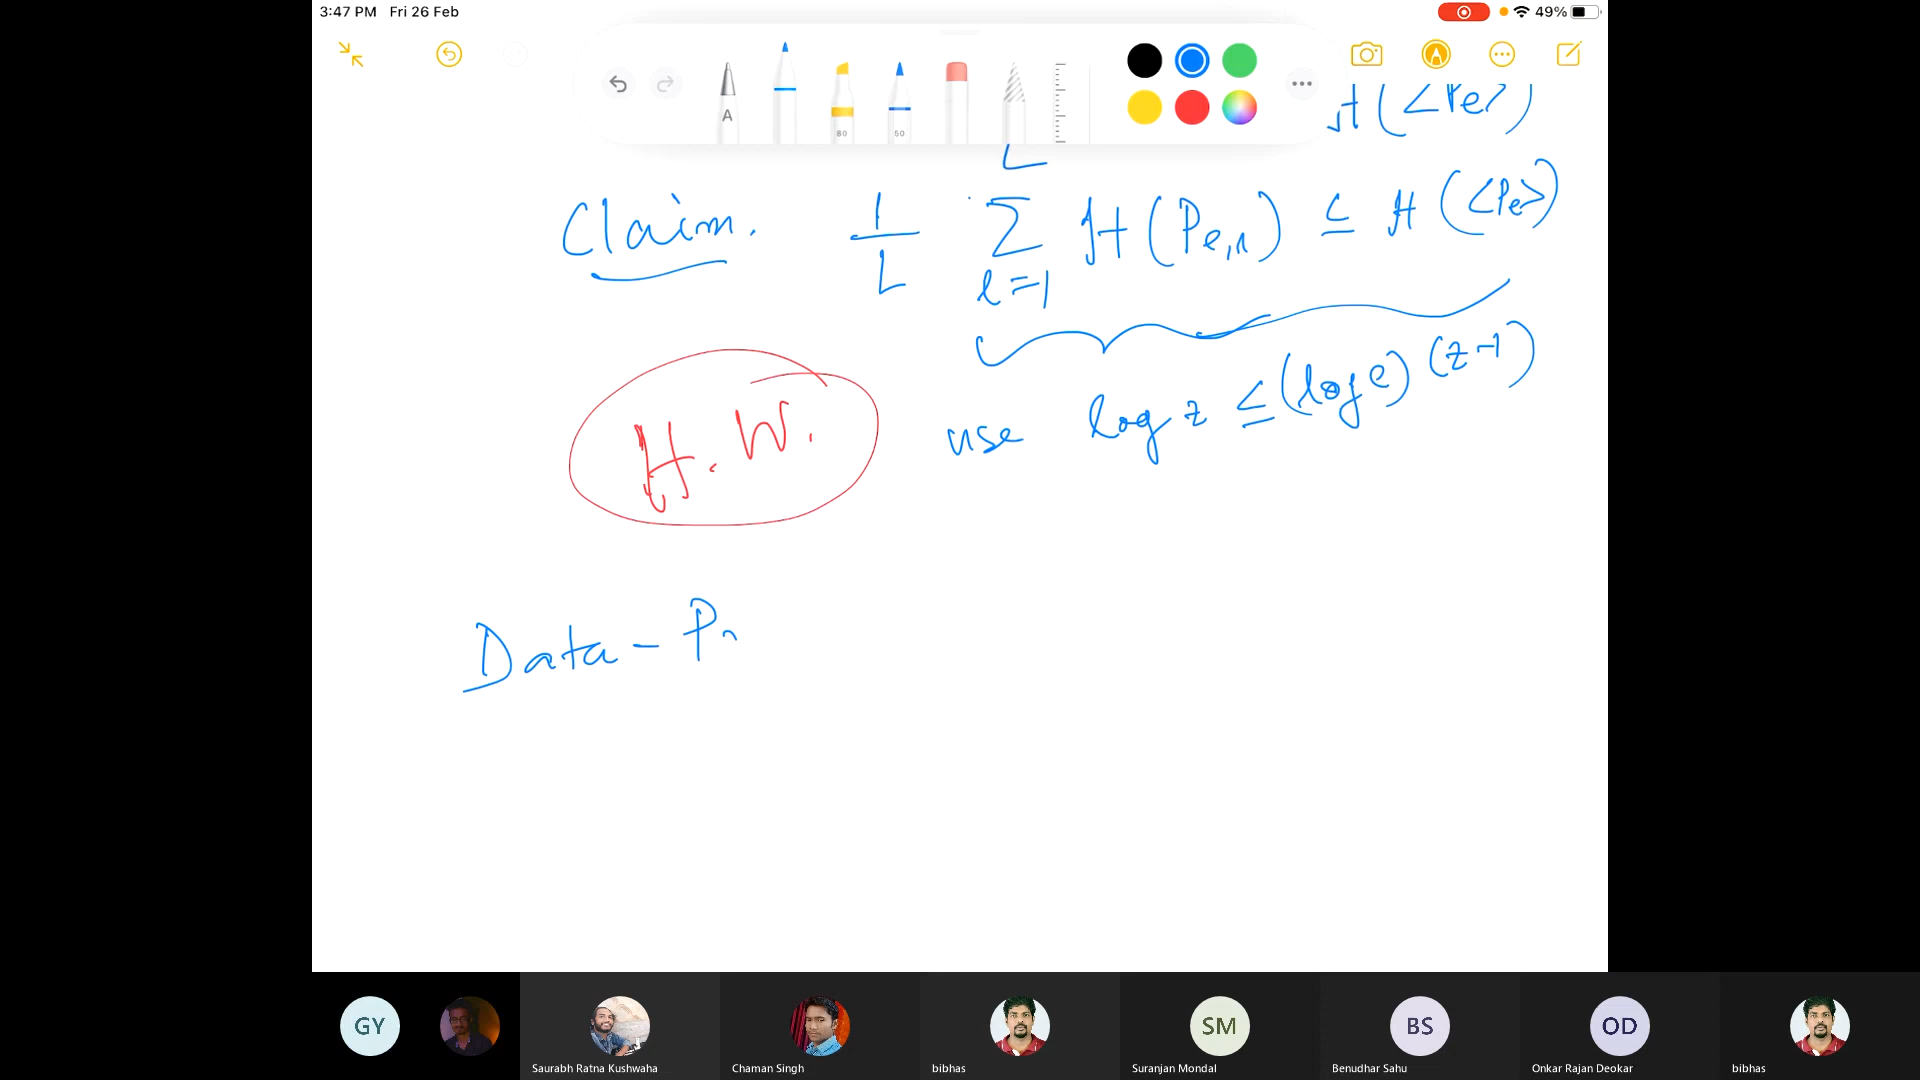 3:47 PM Fri 26 Feb
49%
A
80
50
H (<Pe>)
L
Claim. 1/L Σ H (Pe,l) ≤ H (<Pe>)
l=1
use log z ≤ (log e) (z-1)
H.W.
Data - P
GY
SM
BS
OD
Saurabh Ratna Kushwaha
Chaman Singh
bibhas
Suranjan Mondal
Benudhar Sahu
Onkar Rajan Deokar
bibhas